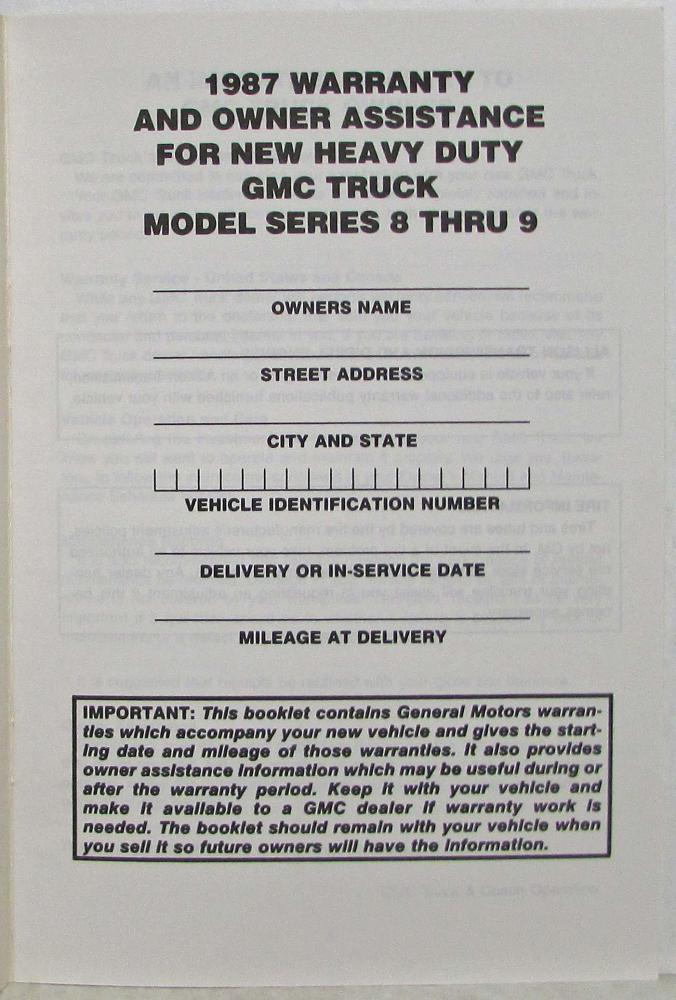 1987 WARRANTY
AND OWNER ASSISTANCE
FOR NEW HEAVY DUTY
GMC TRUCK
MODEL SERIES 8 THRU 9
OWNERS NAME
STREET ADDRESS
CITY AND STATE
VEHICLE IDENTIFICATION NUMBER
DELIVERY OR IN-SERVICE DATE
MILEAGE AT DELIVERY
IMPORTANT: This booklet contains General Motors warran-
ties which accompany your new vehicle and gives the start-
ing date and mileage of those warranties. It also provides
owner assistance information which may be useful during or
after the warranty period. Keep it with your vehicle and
make it available to a GMC dealer if warranty work is
needed. The booklet should remain with your vehicle when
you sell it so future owners will have the information.